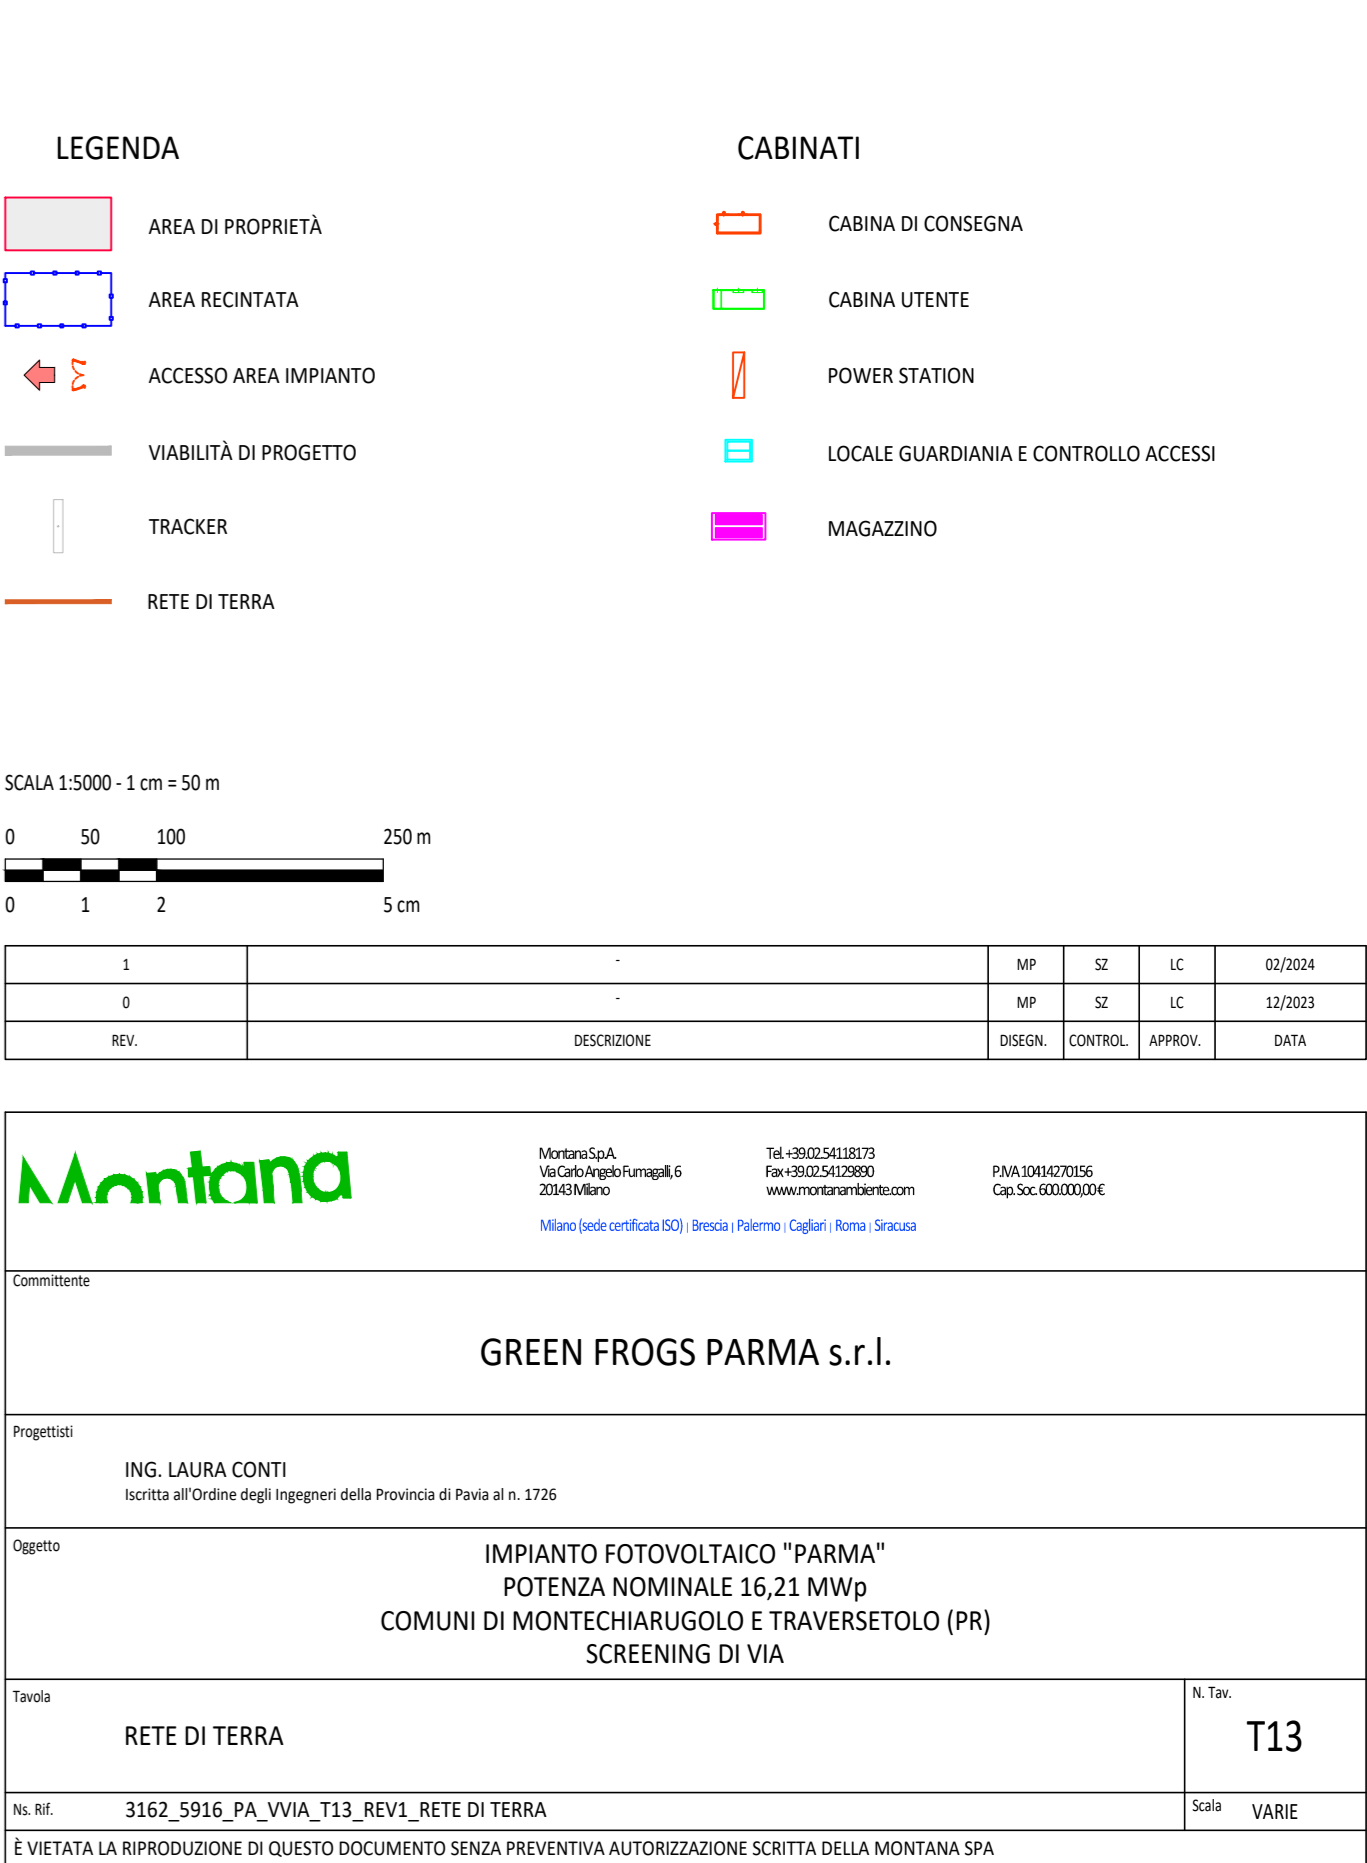 LEGENDA
CABINATI
AREA DI PROPRIETÀ
CABINA DI CONSEGNA
AREA RECINTATA
CABINA UTENTE
ACCESSO AREA IMPIANTO
POWER STATION
VIABILITÀ DI PROGETTO
LOCALE GUARDIANIA E CONTROLLO ACCESSI
TRACKER
MAGAZZINO
RETE DI TERRA
SCALA 1:5000 - 1 cm = 50 m
0 50 100 250 m
0 1 2 5 cm
1 - MP SZ LC 02/2024
0 - MP SZ LC 12/2023
REV. DESCRIZIONE DISEGN. CONTROL. APPROV. DATA
Montana
Montana S.p.A.
Via Carlo Angelo Fumagalli, 6
20143 Milano
Tel. +39.02.54118173
Fax +39.02.54129890
www.montanambiente.com
P.IVA 10414270156
Cap. Soc. 600.000,00 €
Milano (sede certificata ISO) | Brescia | Palermo | Cagliari | Roma | Siracusa
Committente
GREEN FROGS PARMA s.r.l.
Progettisti
ING. LAURA CONTI
Iscritta all'Ordine degli Ingegneri della Provincia di Pavia al n. 1726
Oggetto
IMPIANTO FOTOVOLTAICO "PARMA"
POTENZA NOMINALE 16,21 MWp
COMUNI DI MONTECHIARUGOLO E TRAVERSETOLO (PR)
SCREENING DI VIA
Tavola
RETE DI TERRA
N. Tav.
T13
Ns. Rif. 3162_5916_PA_VVIA_T13_REV1_RETE DI TERRA
Scala VARIE
È VIETATA LA RIPRODUZIONE DI QUESTO DOCUMENTO SENZA PREVENTIVA AUTORIZZAZIONE SCRITTA DELLA MONTANA SPA